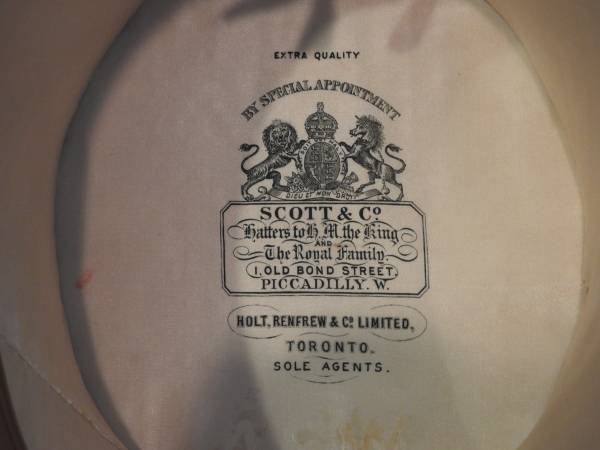 EXTRA QUALITY
BY SPECIAL APPOINTMENT
DIEU ET MON DROIT
SCOTT & Co
Hatters to H.M. the King
AND
The Royal Family.
1, OLD BOND STREET,
PICCADILLY. W.
HOLT, RENFREW & Co LIMITED,
TORONTO.
SOLE AGENTS.